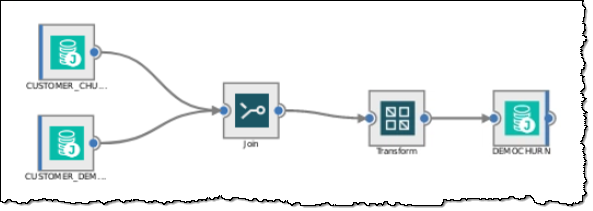 CUSTOMER_CHU...
CUSTOMER_DEM...
Join
Transform
DEMOCHURN